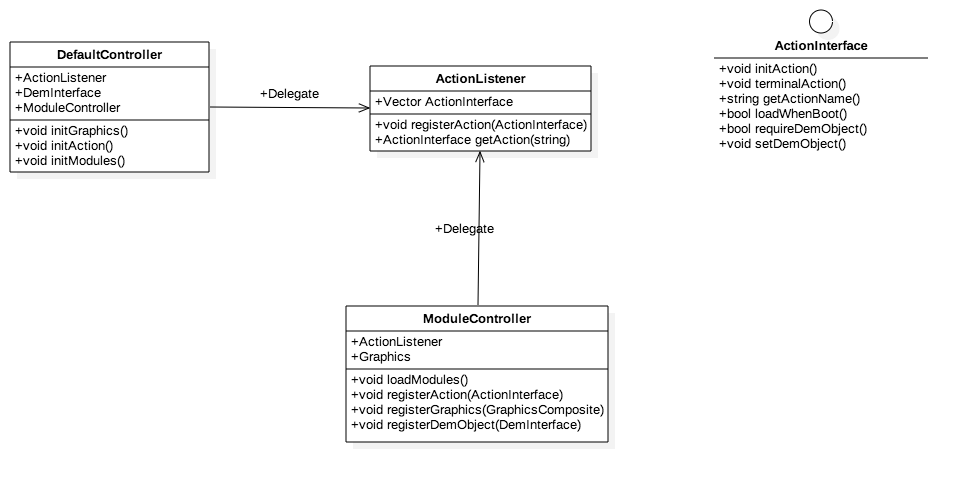 DefaultController
+ActionListener
+DemInterface
+ModuleController
+void initGraphics()
+void initAction()
+void initModules()
+Delegate
ActionListener
+Vector ActionInterface
+void registerAction(ActionInterface)
+ActionInterface getAction(string)
ActionInterface
+void initAction()
+void terminalAction()
+string getActionName()
+bool loadWhenBoot()
+bool requireDemObject()
+void setDemObject()
+Delegate
ModuleController
+ActionListener
+Graphics
+void loadModules()
+void registerAction(ActionInterface)
+void registerGraphics(GraphicsComposite)
+void registerDemObject(DemInterface)